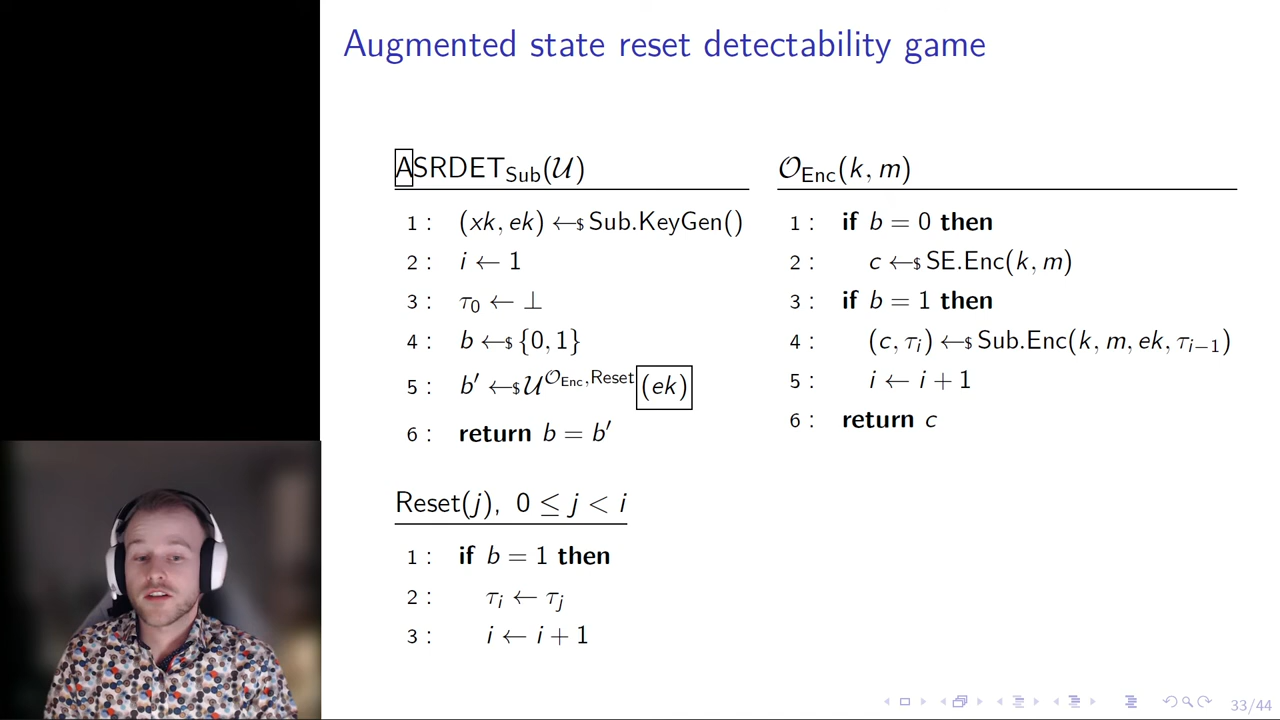 Augmented state reset detectability game
ASRDET_Sub(𝒰)
1 : (xk, ek) ←$ Sub.KeyGen()
2 : i ← 1
3 : τ₀ ← ⊥
4 : b ←$ {0, 1}
5 : b′ ←$ 𝒰^{𝒪_Enc, Reset} (ek)
6 : return b = b′
𝒪_Enc(k, m)
1 : if b = 0 then
2 : c ←$ SE.Enc(k, m)
3 : if b = 1 then
4 : (c, τ_i) ←$ Sub.Enc(k, m, ek, τ_{i−1})
5 : i ← i + 1
6 : return c
Reset(j), 0 ≤ j < i
1 : if b = 1 then
2 : τ_i ← τ_j
3 : i ← i + 1
33/44